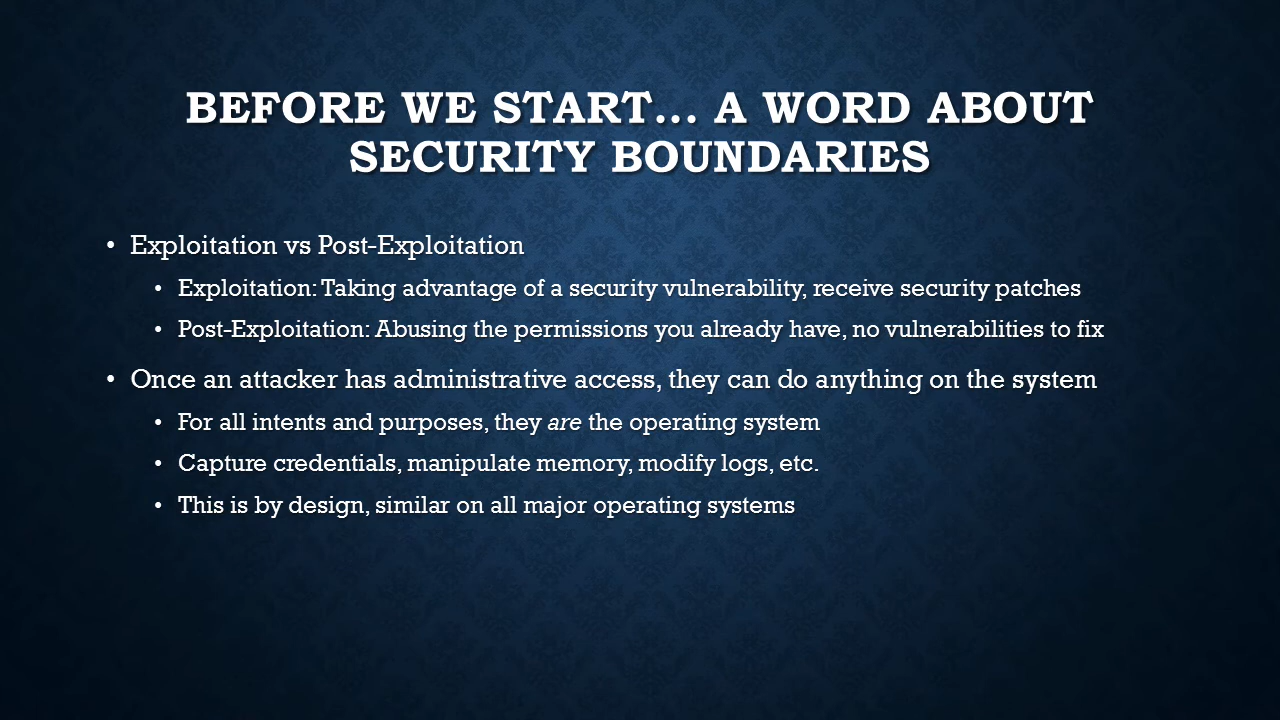 BEFORE WE START... A WORD ABOUT
SECURITY BOUNDARIES
• Exploitation vs Post-Exploitation
• Exploitation: Taking advantage of a security vulnerability, receive security patches
• Post-Exploitation: Abusing the permissions you already have, no vulnerabilities to fix
• Once an attacker has administrative access, they can do anything on the system
• For all intents and purposes, they are the operating system
• Capture credentials, manipulate memory, modify logs, etc.
• This is by design, similar on all major operating systems